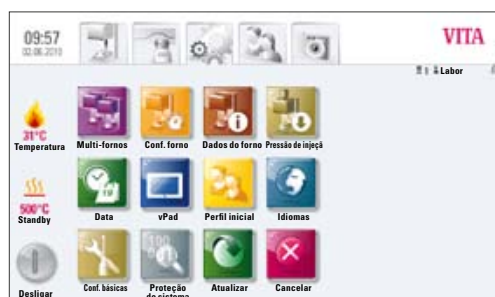 09:57
02.06.2010
VITA
Labor
31°C
Temperatura
Multi-fornos
Conf. forno
Dados do forno
Pressão de injeçã
500°C
Standby
Data
vPad
Perfil inicial
Idiomas
Desligar
Conf. básicas
Proteção
do sistema
Atualizar
Cancelar